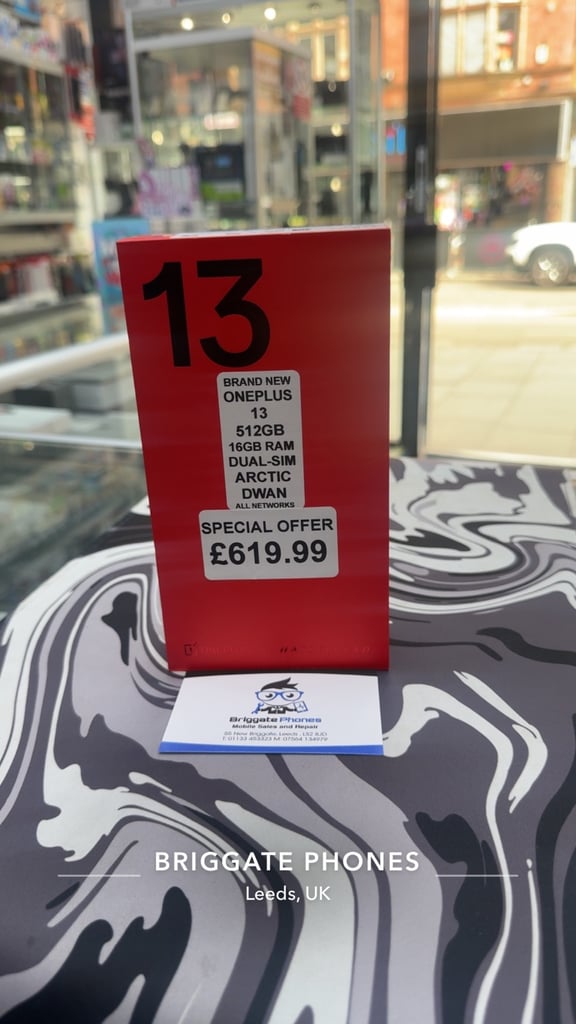 13
BRAND NEW
ONEPLUS
13
512GB
16GB RAM
DUAL-SIM
ARCTIC
DWAN
ALL NETWORKS
SPECIAL OFFER
£619.99
ONEPLUS
Briggate Phones
Mobile Sales and Repair
BRIGGATE PHONES
Leeds, UK